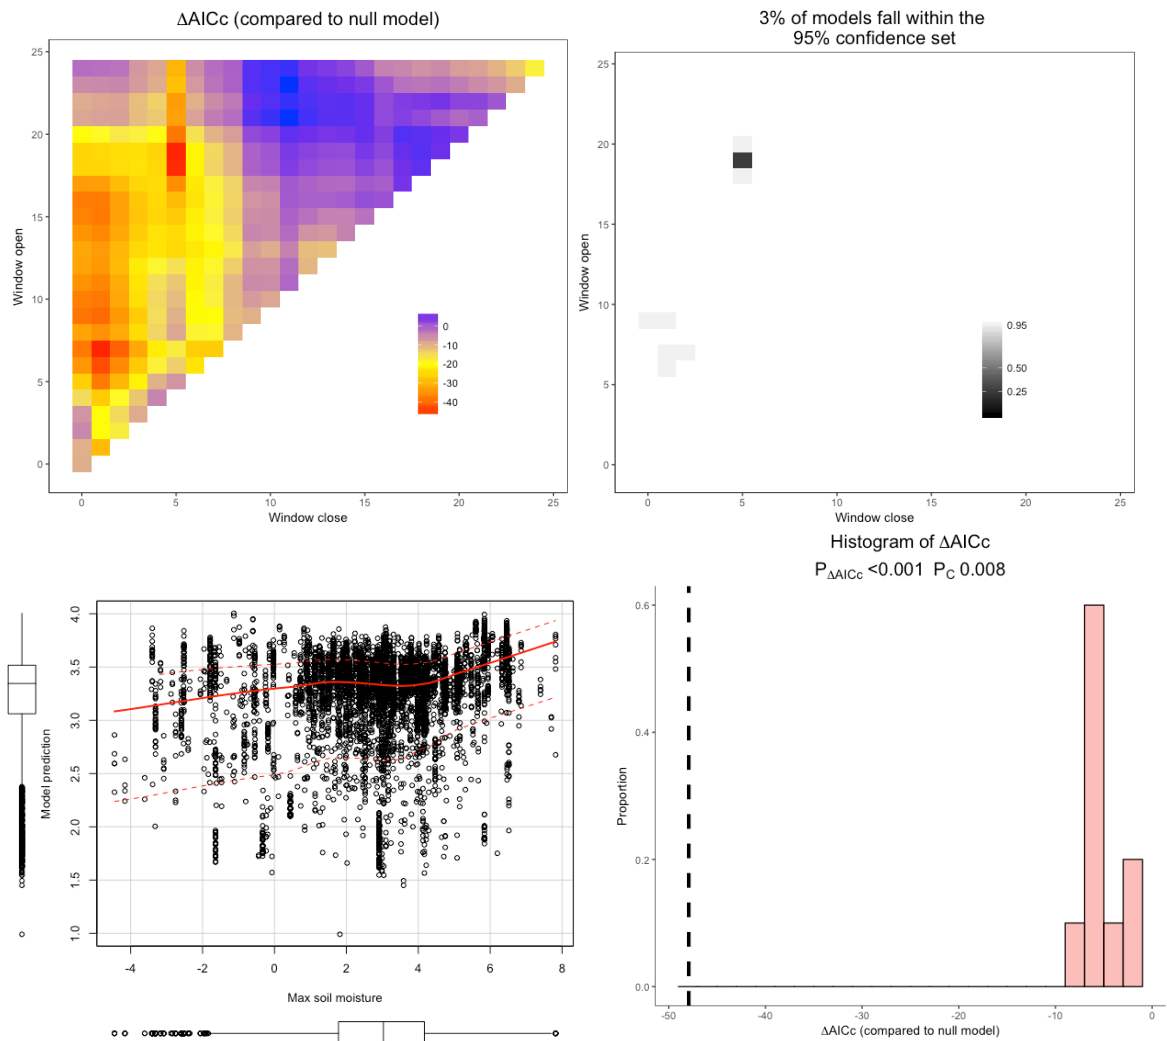 ΔAICc (compared to null model)
25
20
15
10
5
0
Window open
0
-10
-20
-30
-40
0 5 10 15 20 25
Window close
3% of models fall within the
95% confidence set
25
20
15
10
5
0
Window open
0.95
0.50
0.25
0 5 10 15 20 25
Window close
4.0
3.5
3.0
2.5
2.0
1.5
1.0
Model prediction
-4 -2 0 2 4 6 8
Max soil moisture
Histogram of ΔAICc
PΔAICc <0.001 PC 0.008
0.6
0.4
0.2
0.0
Proportion
-50 -40 -30 -20 -10 0
ΔAICc (compared to null model)